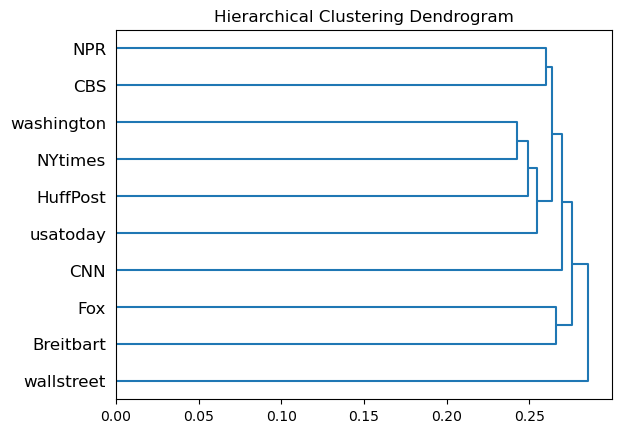 Hierarchical Clustering Dendrogram
NPR
CBS
washington
NYtimes
HuffPost
usatoday
CNN
Fox
Breitbart
wallstreet
0.00 0.05 0.10 0.15 0.20 0.25